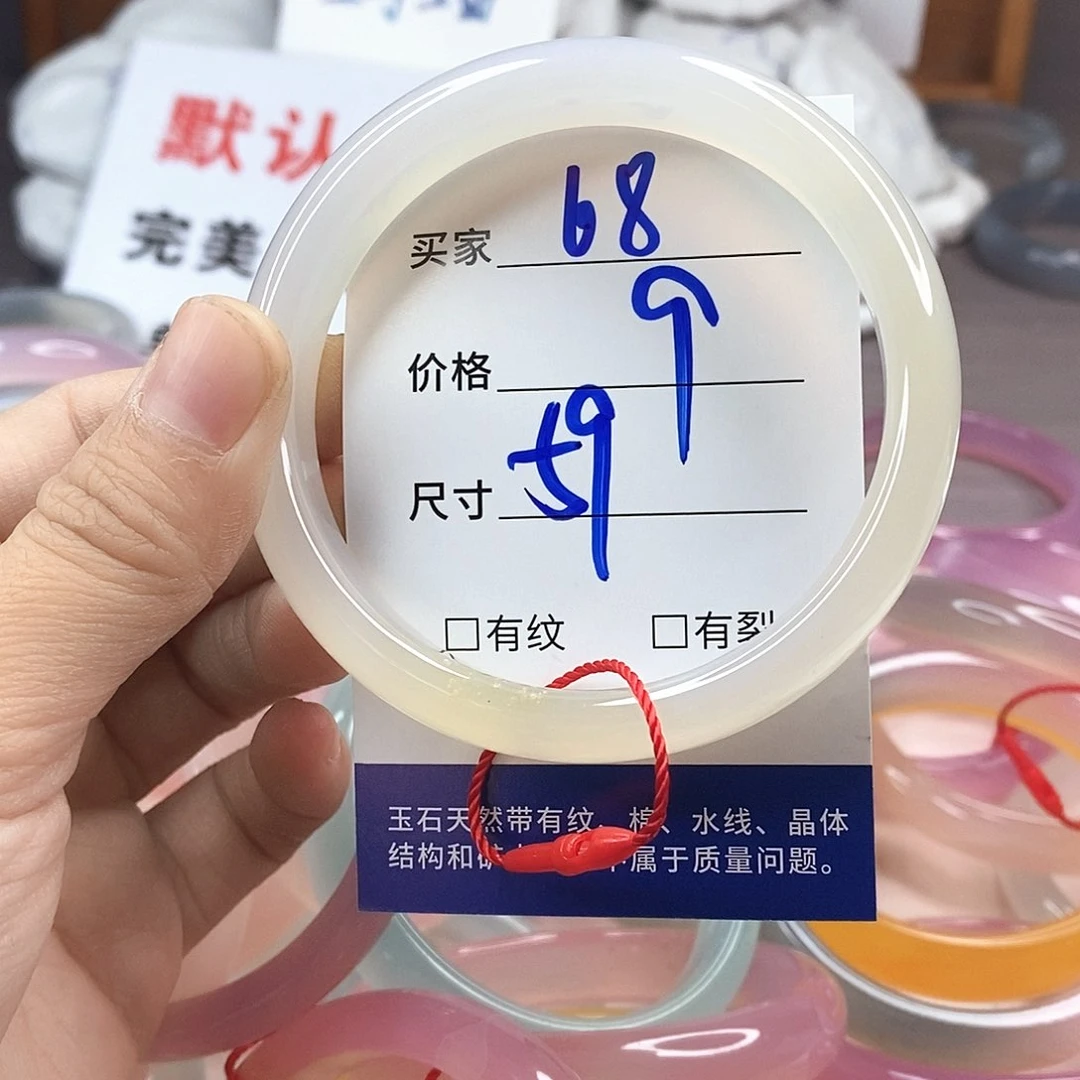 默认
完美
买家 68
9
价格
尺寸 59
□有纹 □有裂
玉石天然带有纹、棉、水线、晶体
结构和矿 属于质量问题。